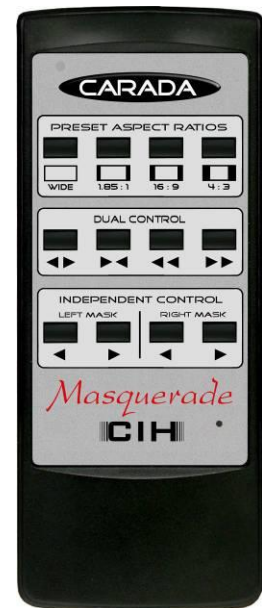 CARADA
PRESET ASPECT RATIOS
WIDE 1.85:1 16:9 4:3
DUAL CONTROL
INDEPENDENT CONTROL
LEFT MASK RIGHT MASK
Masquerade
CIH